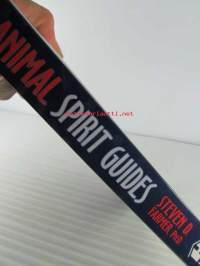 ANIMAL SPIRIT GUIDES
STEVEN D.
FARMER PhD